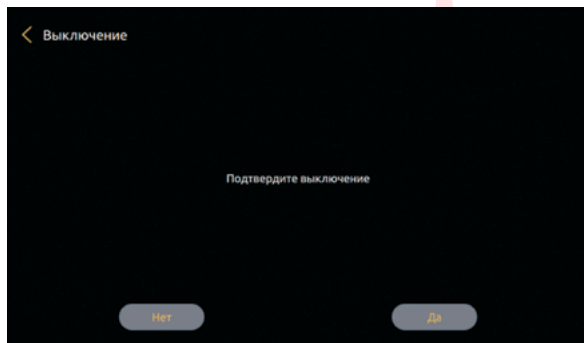 Выключение
Подтвердите выключение
Нет
Да